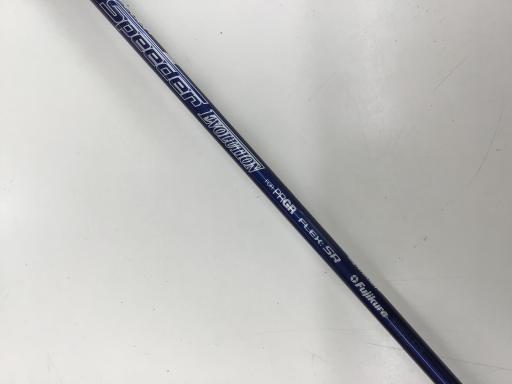 Speeder EVOLUTION FOR PRGR FLEX: SR Fujikura